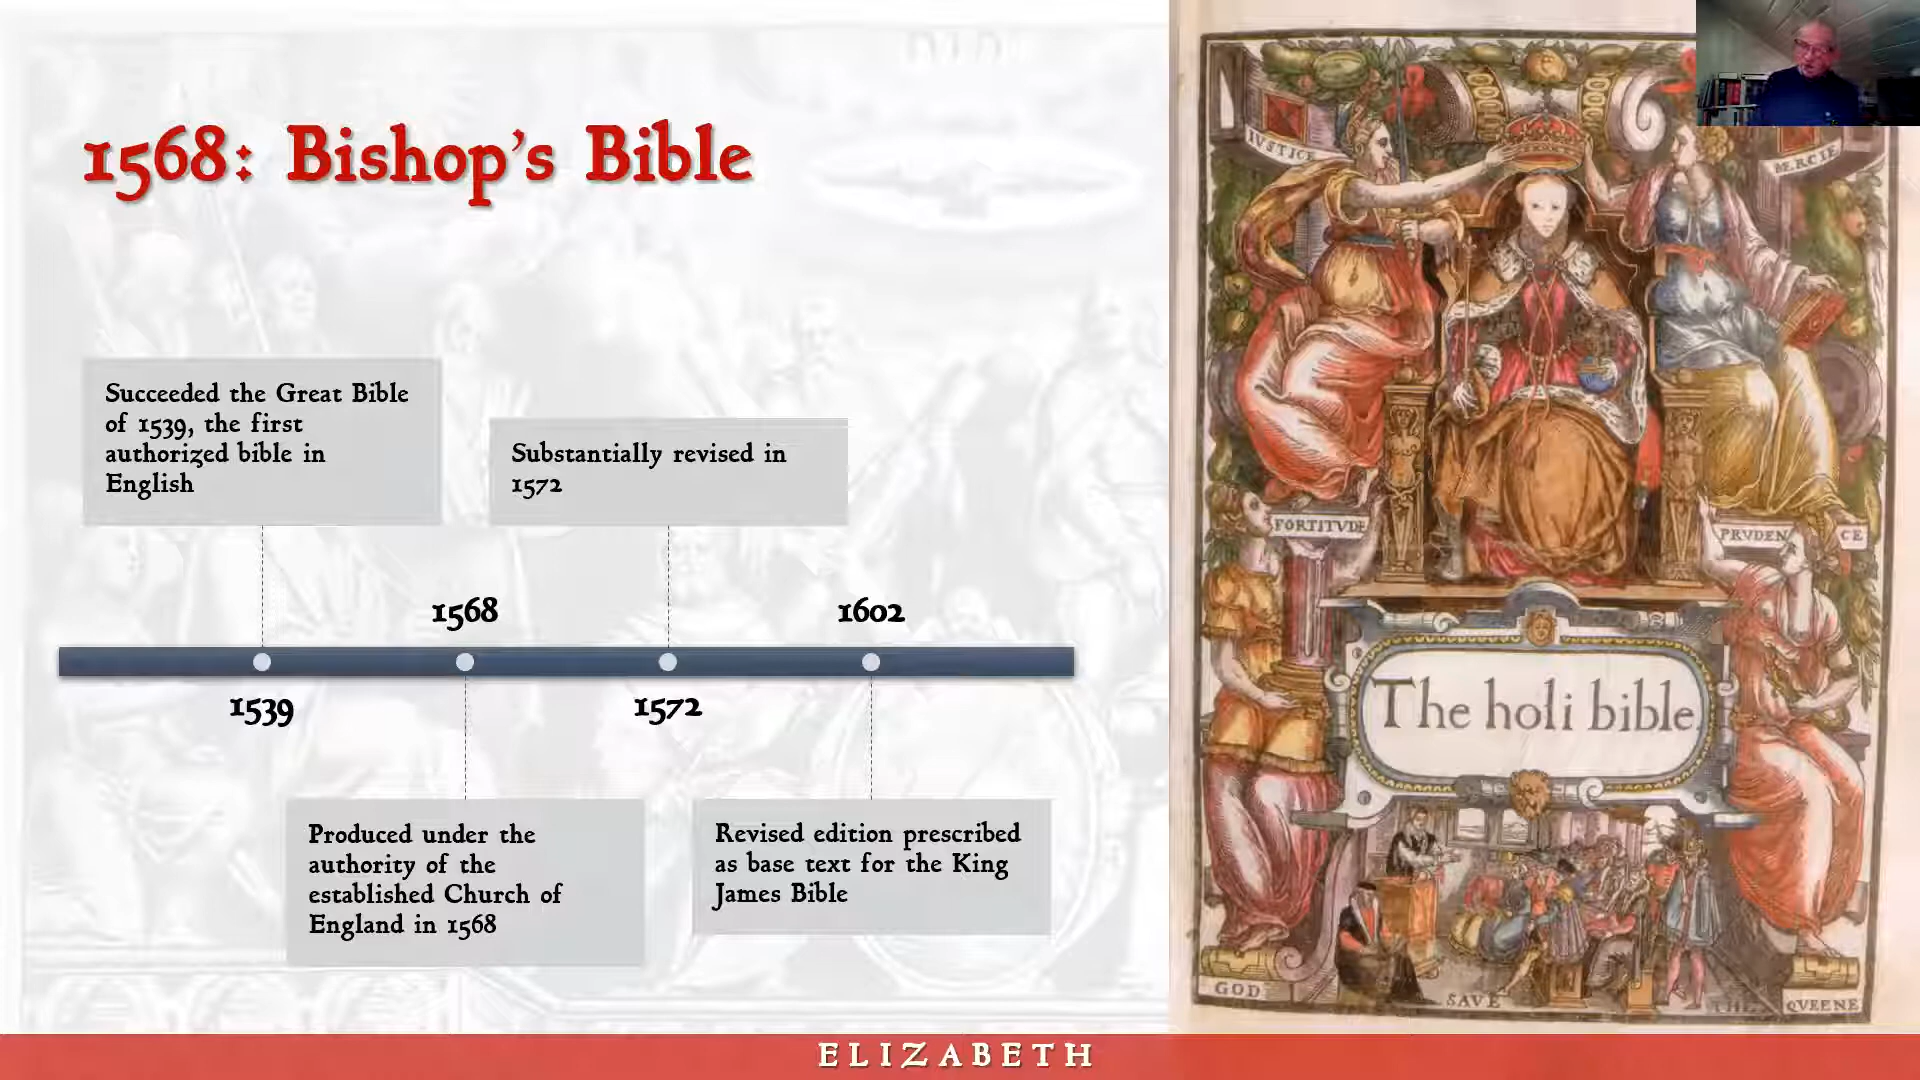 1568: Bishop's Bible
Succeeded the Great Bible
of 1539, the first
authorized bible in
English
Substantially revised in
1572
1568
1602
1539
1572
Produced under the
authority of the
established Church of
England in 1568
Revised edition prescribed
as base text for the King
James Bible
IVSTICE
MERCIE
FORTITVDE
PRVDEN
CE
The holi bible
GOD
SAVE
THE
QVEENE
ELIZABETH